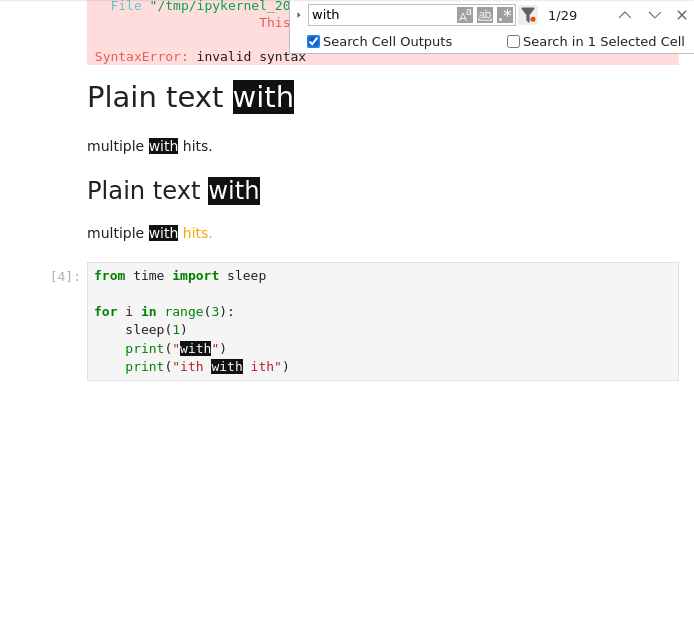 File "/tmp/ipykernel_20
This
SyntaxError: invalid syntax
with
1/29
Search Cell Outputs
Search in 1 Selected Cell
Plain text with
multiple with hits.
Plain text with
multiple with hits.
[4]:
from time import sleep
for i in range(3):
    sleep(1)
    print("with")
    print("ith with ith")